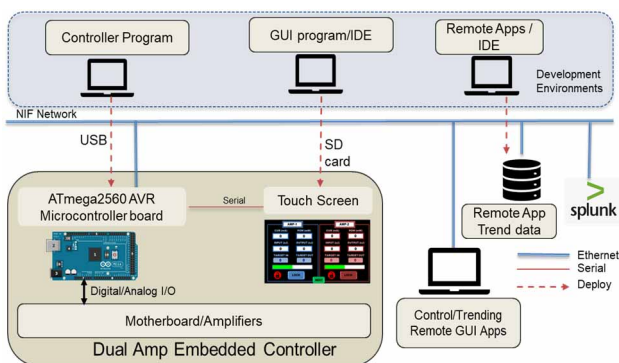 Controller Program
GUI program/IDE
Remote Apps /
IDE
Development
Environments
NIF Network
USB
SD
card
ATmega2560 AVR
Microcontroller board
Serial
Touch Screen
Remote App
Trend data
splunk
Digital/Analog I/O
Motherboard/Amplifiers
Dual Amp Embedded Controller
Control/Trending
Remote GUI Apps
Ethernet
Serial
Deploy